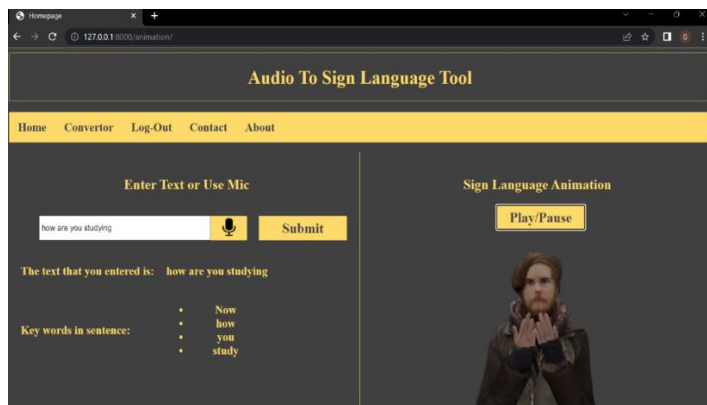 Homepage
127.0.0.1:8000/animation/
G
Audio To Sign Language Tool
Home Convertor Log-Out Contact About
Enter Text or Use Mic
how are you studying
Submit
The text that you entered is: how are you studying
Key words in sentence:
• Now
• how
• you
• study
Sign Language Animation
Play/Pause